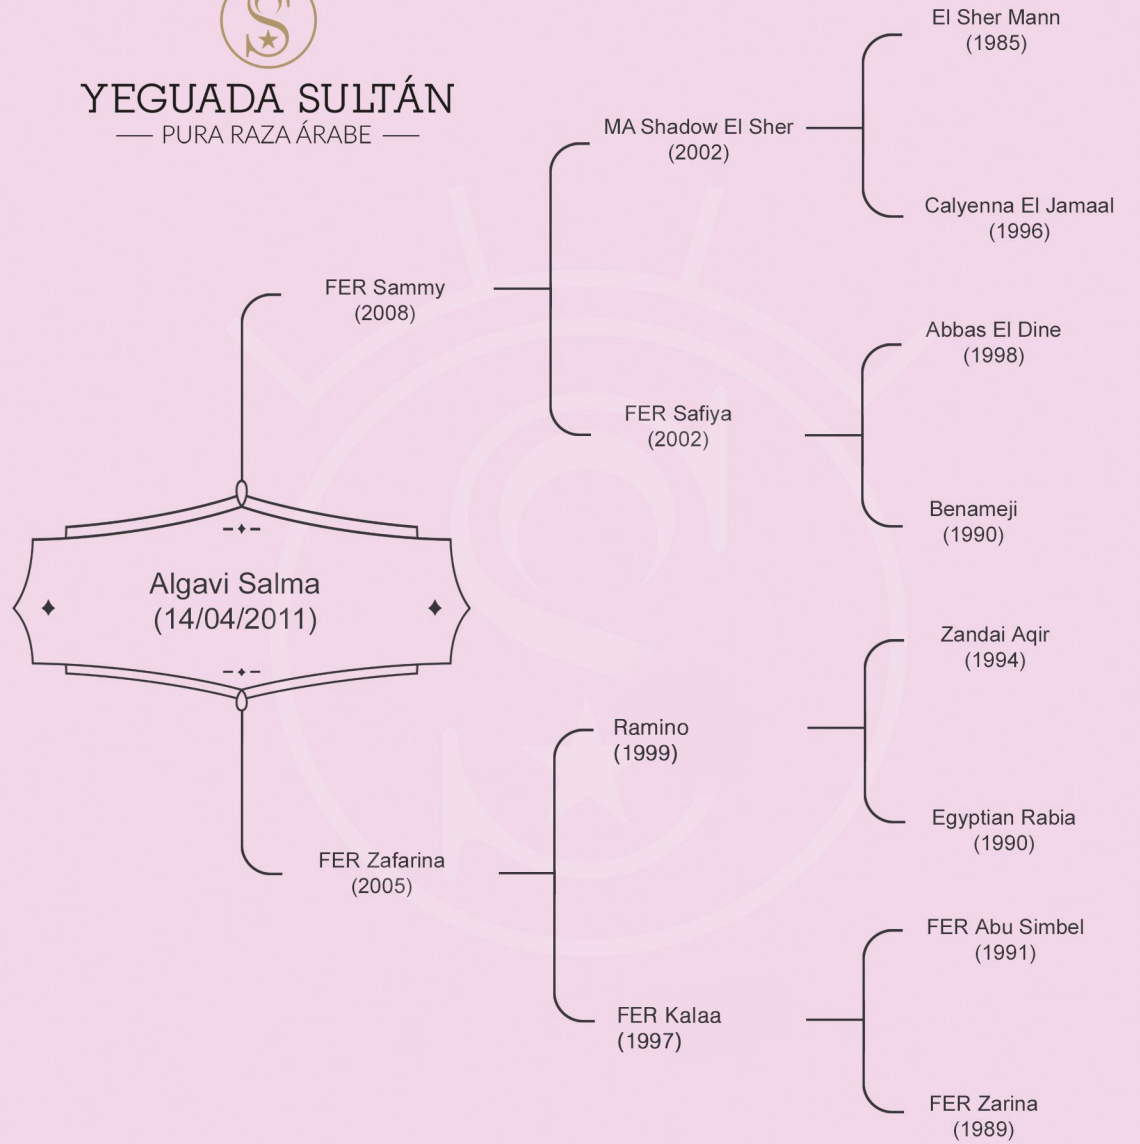 S
YEGUADA SULTÁN
PURA RAZA ÁRABE
El Sher Mann
(1985)
MA Shadow El Sher
(2002)
Calyenna El Jamaal
(1996)
FER Sammy
(2008)
Abbas El Dine
(1998)
FER Safiya
(2002)
Benameji
(1990)
Algavi Salma
(14/04/2011)
Zandai Aqir
(1994)
Ramino
(1999)
Egyptian Rabia
(1990)
FER Zafarina
(2005)
FER Abu Simbel
(1991)
FER Kalaa
(1997)
FER Zarina
(1989)